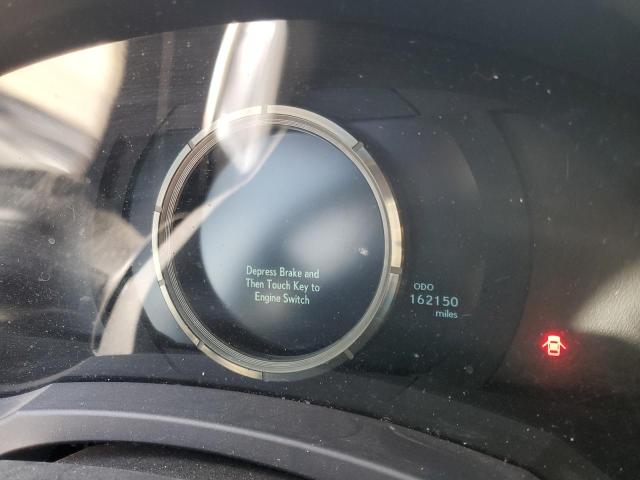 Depress Brake and
Then Touch Key to
Engine Switch
ODO
162150
miles